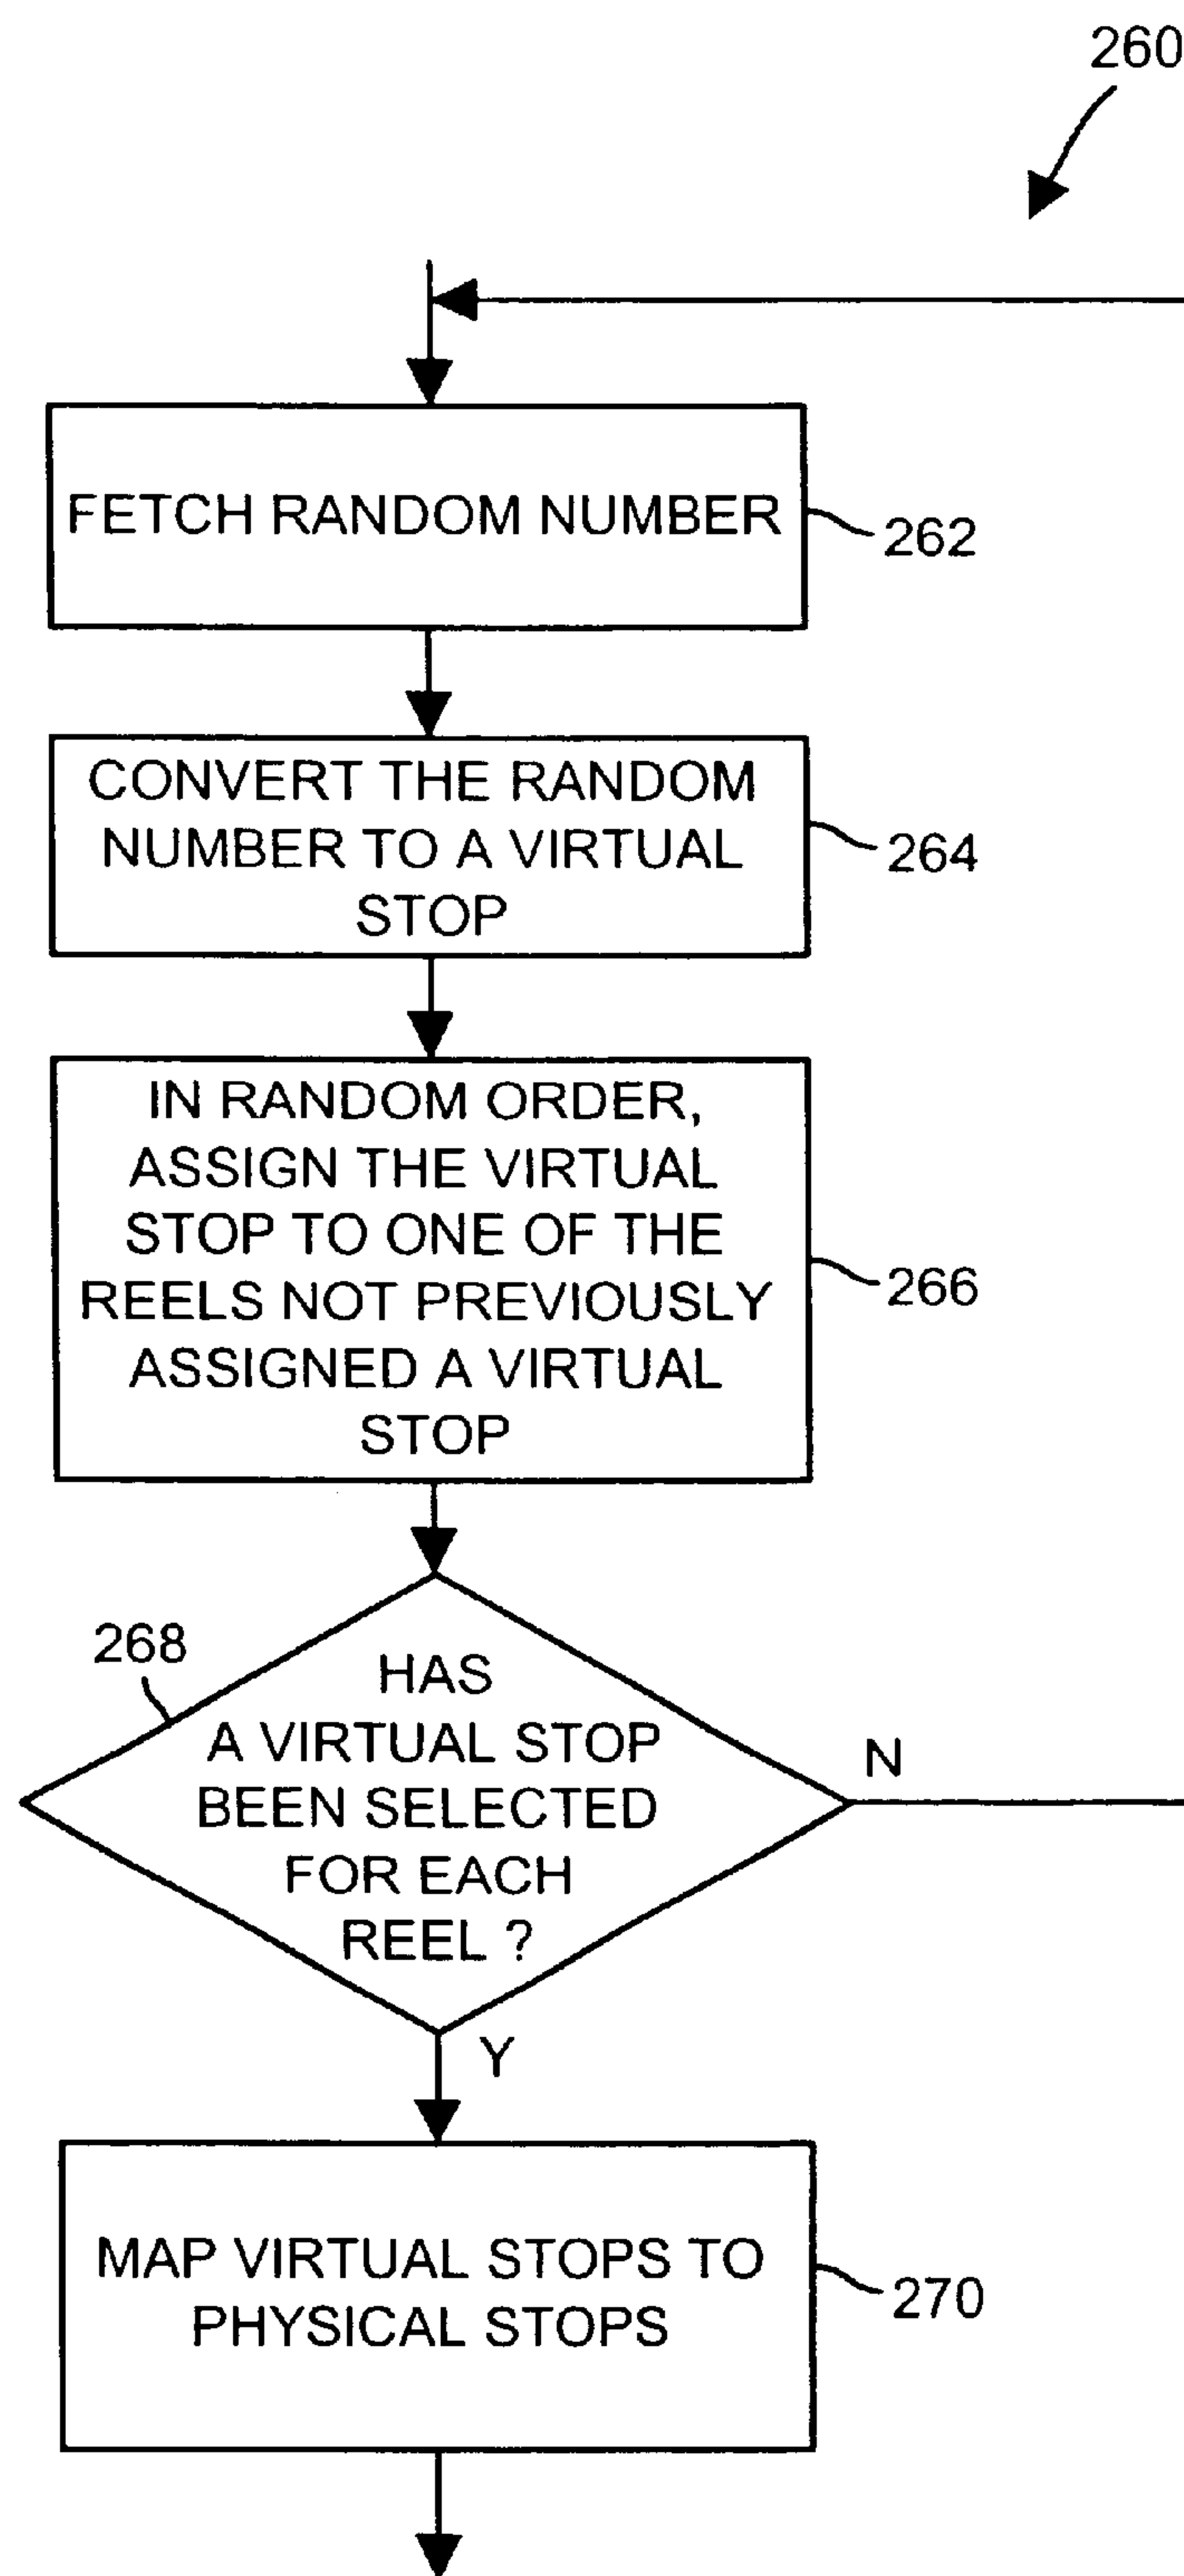 260
FETCH RANDOM NUMBER
262
CONVERT THE RANDOM
NUMBER TO A VIRTUAL
STOP
264
IN RANDOM ORDER,
ASSIGN THE VIRTUAL
STOP TO ONE OF THE
REELS NOT PREVIOUSLY
ASSIGNED A VIRTUAL
STOP
266
268
HAS
A VIRTUAL STOP
BEEN SELECTED
FOR EACH
REEL ?
N
Y
MAP VIRTUAL STOPS TO
PHYSICAL STOPS
270